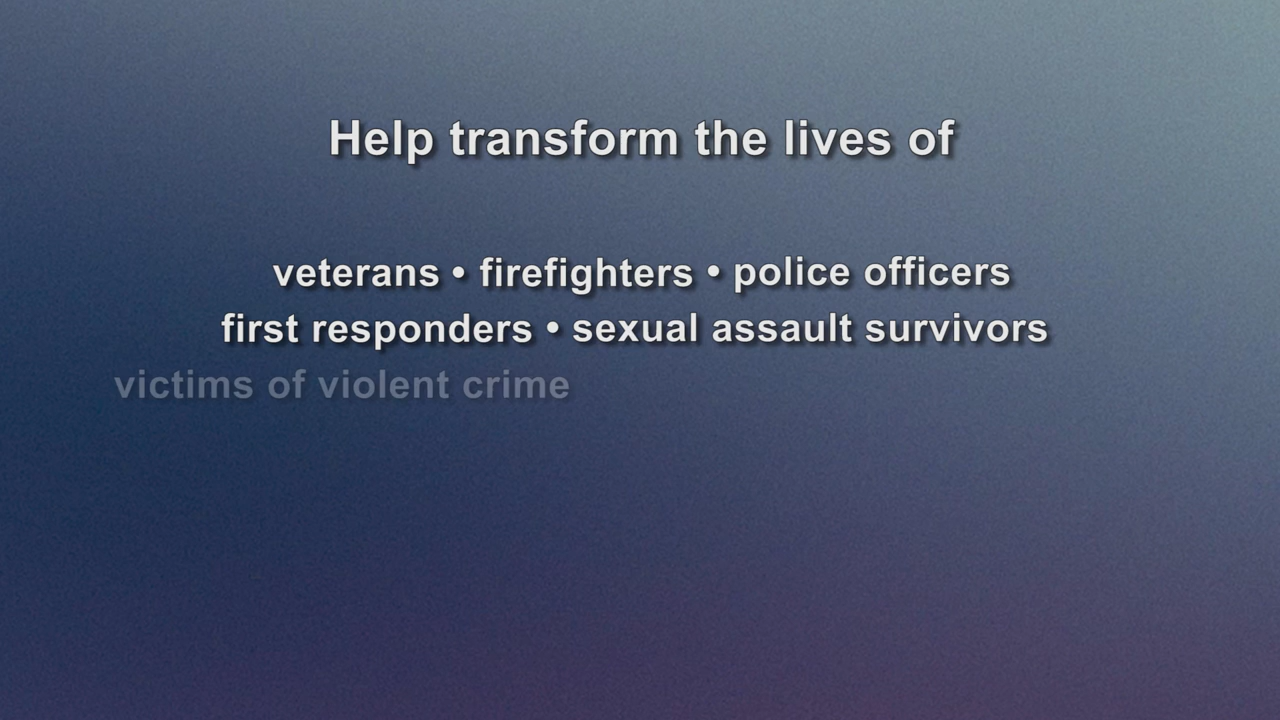 Help transform the lives of
veterans • firefighters • police officers
first responders • sexual assault survivors
victims of violent crime